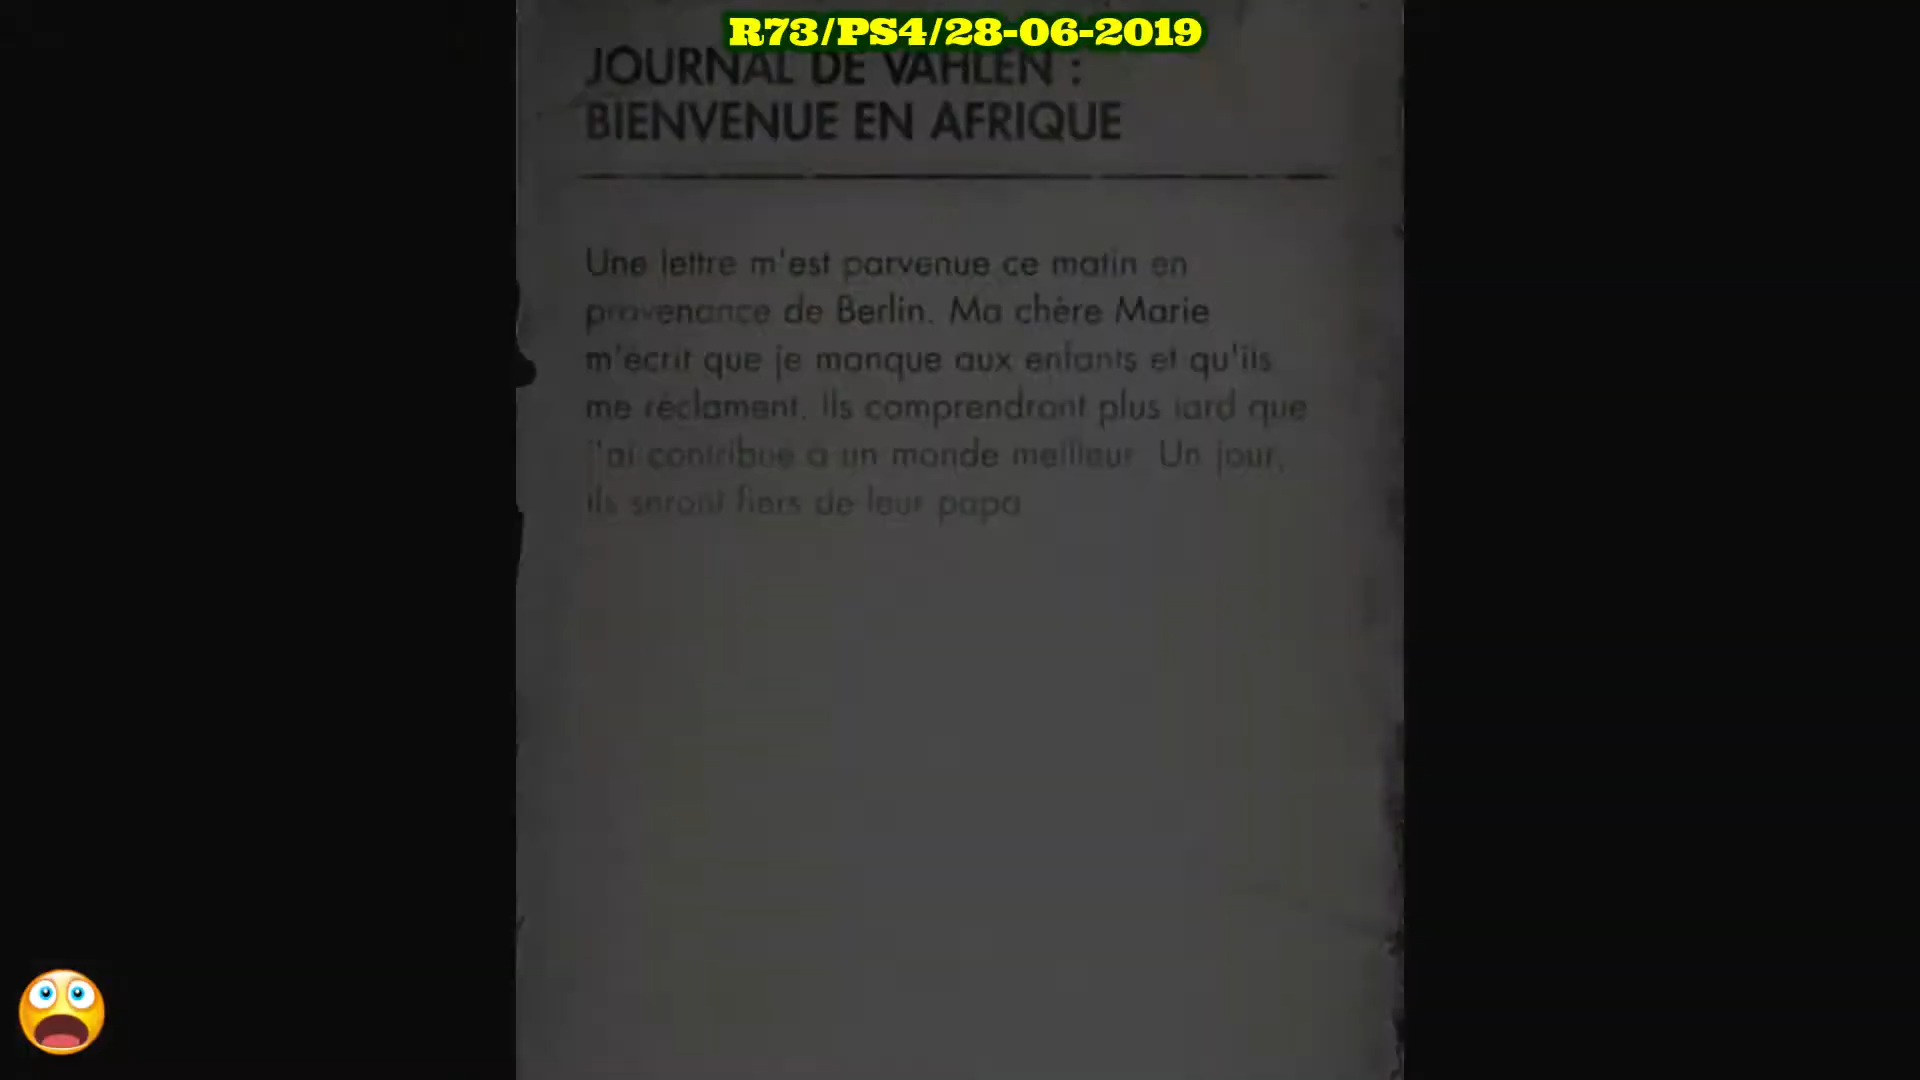 R73/PS4/28-06-2019
JOURNAL DE VAHLEN :
BIENVENUE EN AFRIQUE
Une lettre m'est parvenue ce matin en
provenance de Berlin. Ma chère Marie
m'écrit que je manque aux enfants et qu'ils
me réclament. Ils comprendront plus tard que
j'ai contribué à un monde meilleur. Un jour,
ils seront fiers de leur papa